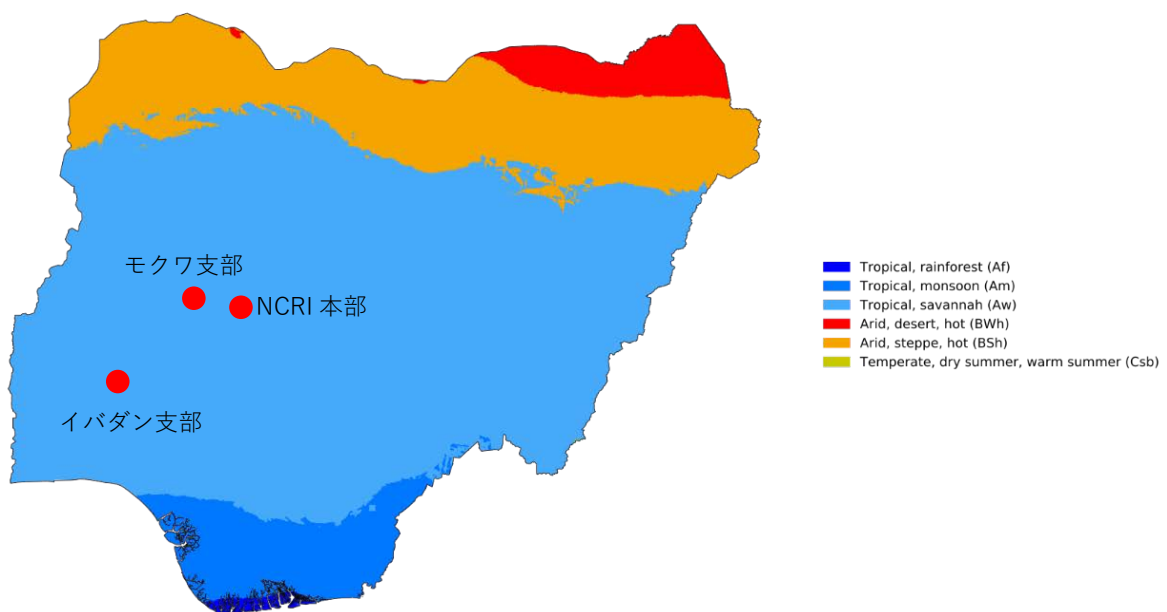 モクワ支部
NCRI 本部
イバダン支部
Tropical, rainforest (Af)
Tropical, monsoon (Am)
Tropical, savannah (Aw)
Arid, desert, hot (BWh)
Arid, steppe, hot (BSh)
Temperate, dry summer, warm summer (Csb)